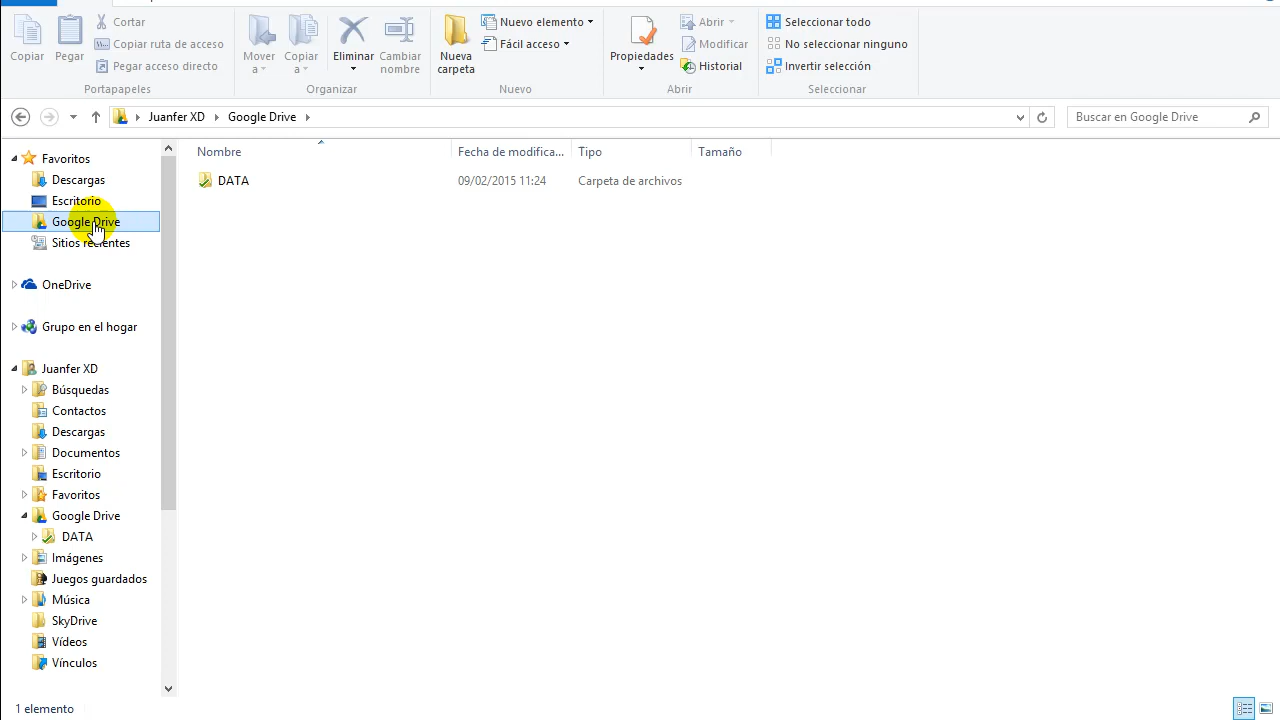 Copiar
Pegar
Cortar
Copiar ruta de acceso
Pegar acceso directo
Portapapeles
Mover
a
Copiar
a
Eliminar
Cambiar
nombre
Organizar
Nueva
carpeta
Nuevo elemento
Fácil acceso
Nuevo
Propiedades
Abrir
Modificar
Historial
Abrir
Seleccionar todo
No seleccionar ninguno
Invertir selección
Seleccionar
Juanfer XD Google Drive
Buscar en Google Drive
Favoritos
Descargas
Escritorio
Google Drive
Sitios recientes
OneDrive
Grupo en el hogar
Juanfer XD
Búsquedas
Contactos
Descargas
Documentos
Escritorio
Favoritos
Google Drive
DATA
Imágenes
Juegos guardados
Música
SkyDrive
Vídeos
Vínculos
Nombre Fecha de modifica... Tipo Tamaño
DATA 09/02/2015 11:24 Carpeta de archivos
1 elemento